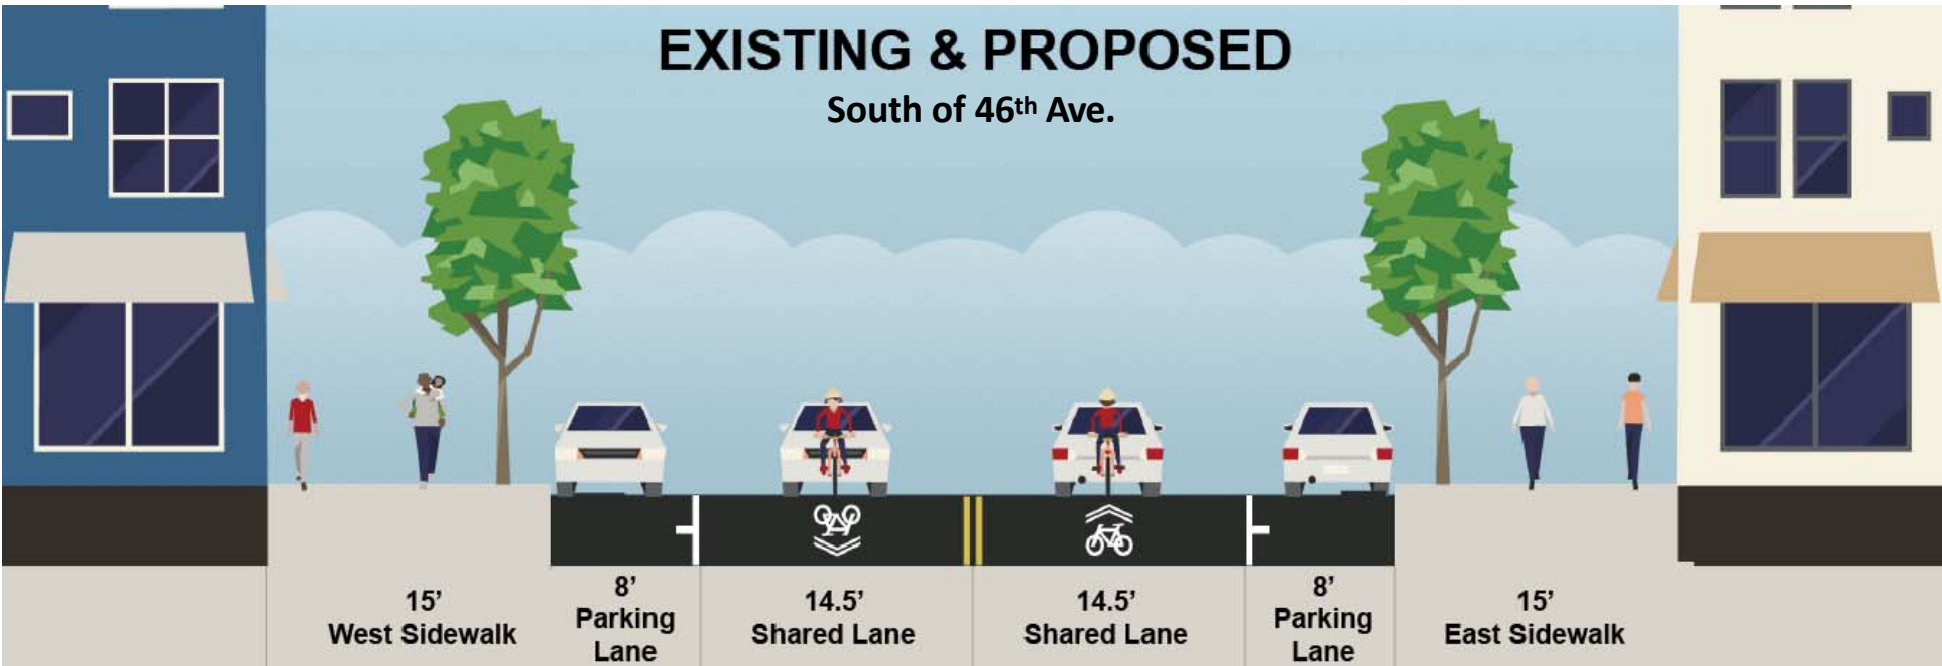 EXISTING & PROPOSED
South of 46th Ave.
15’
West Sidewalk
8’
Parking
Lane
14.5’
Shared Lane
14.5’
Shared Lane
8’
Parking
Lane
15’
East Sidewalk